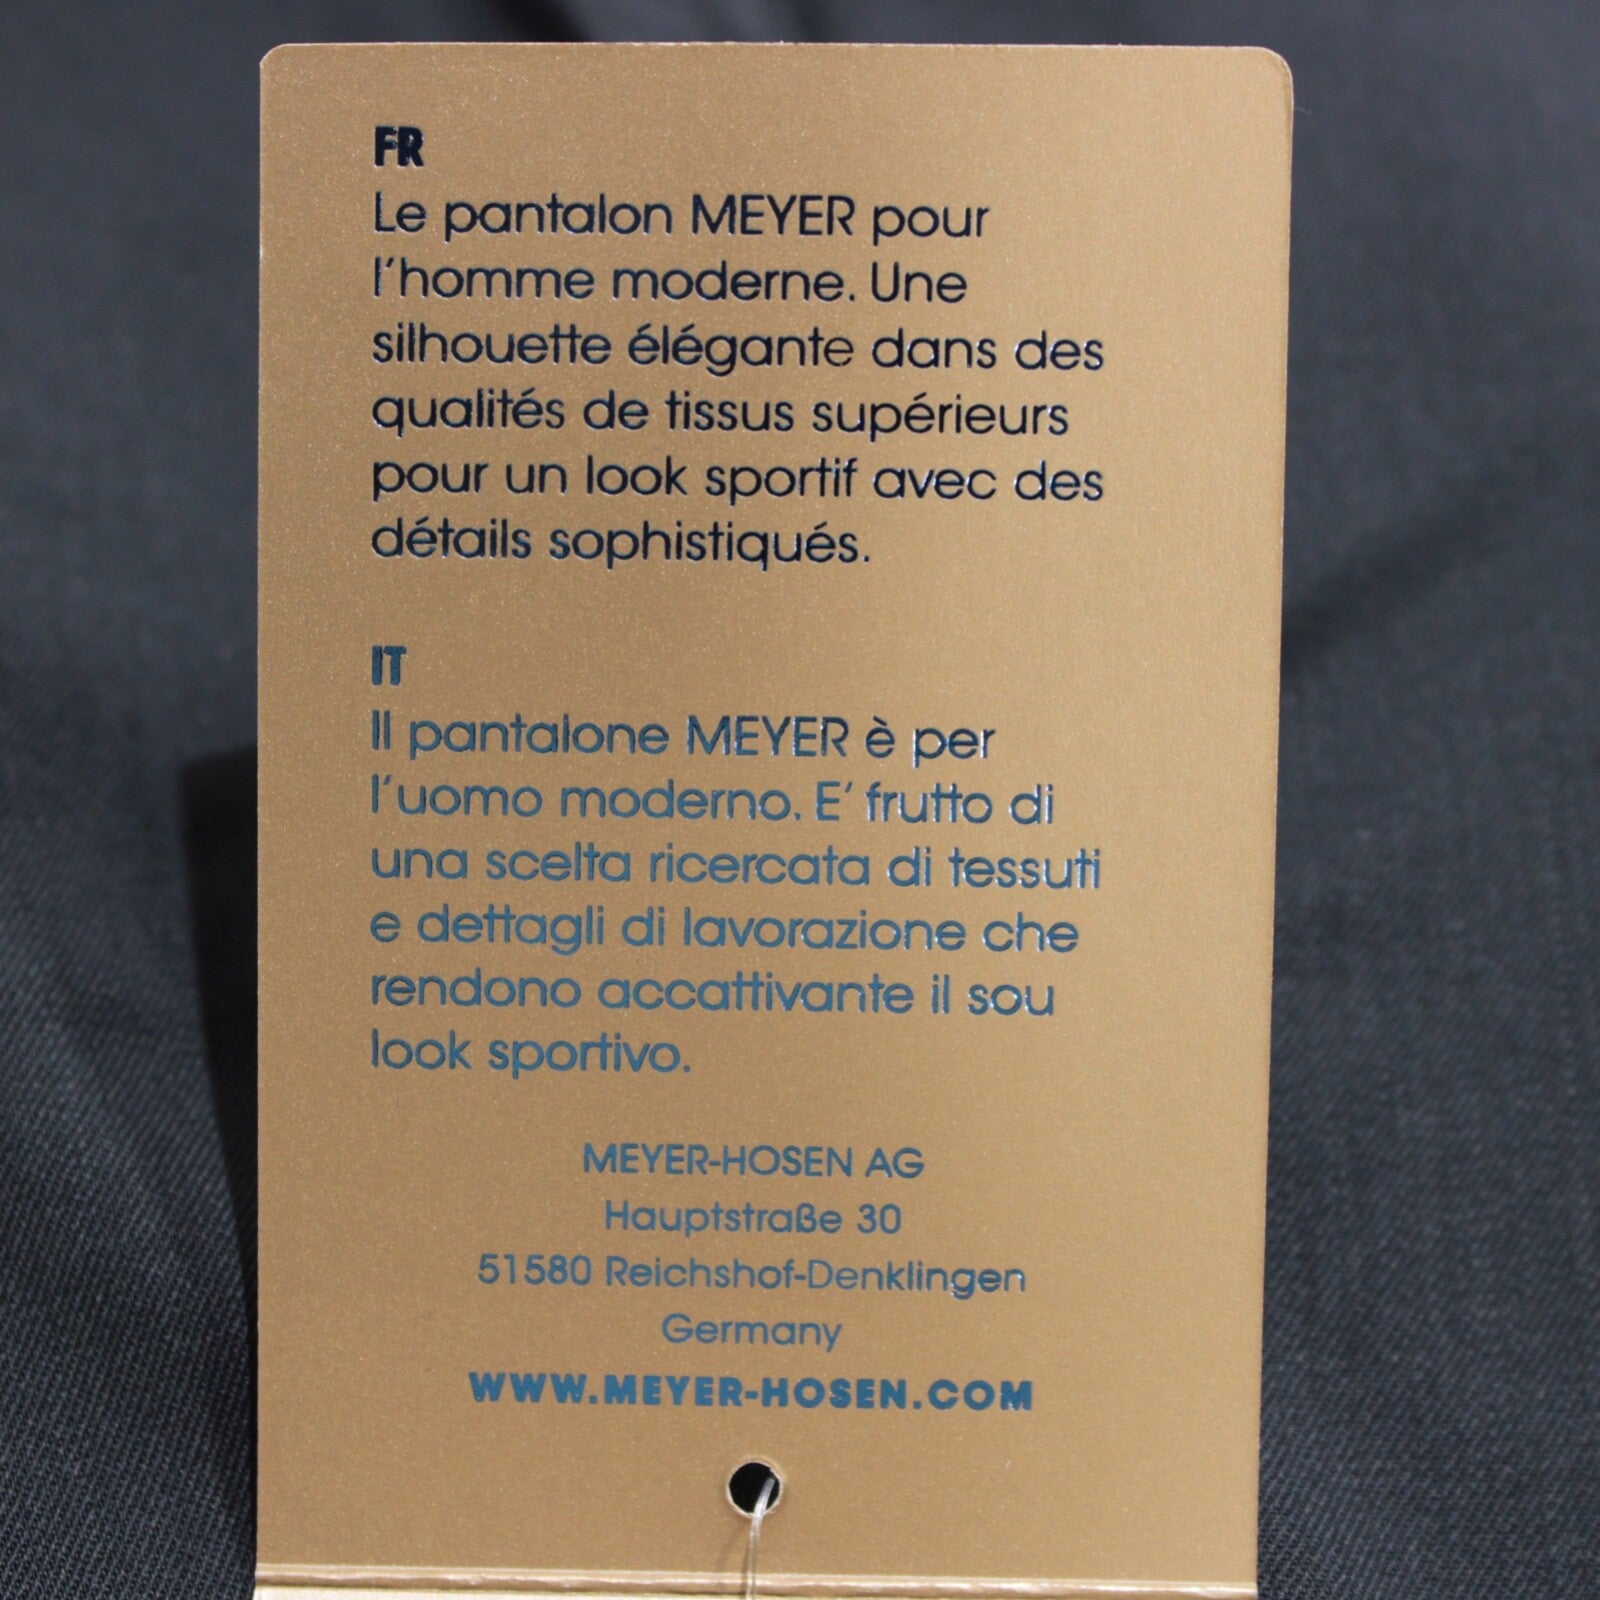 FR
Le pantalon MEYER pour
l'homme moderne. Une
silhouette élégante dans des
qualités de tissus supérieurs
pour un look sportif avec des
détails sophistiqués.
IT
Il pantalone MEYER è per
l'uomo moderno. E' frutto di
una scelta ricercata di tessuti
e dettagli di lavorazione che
rendono accattivante il sou
look sportivo.
MEYER-HOSEN AG
Hauptstraße 30
51580 Reichshof-Denklingen
Germany
WWW.MEYER-HOSEN.COM